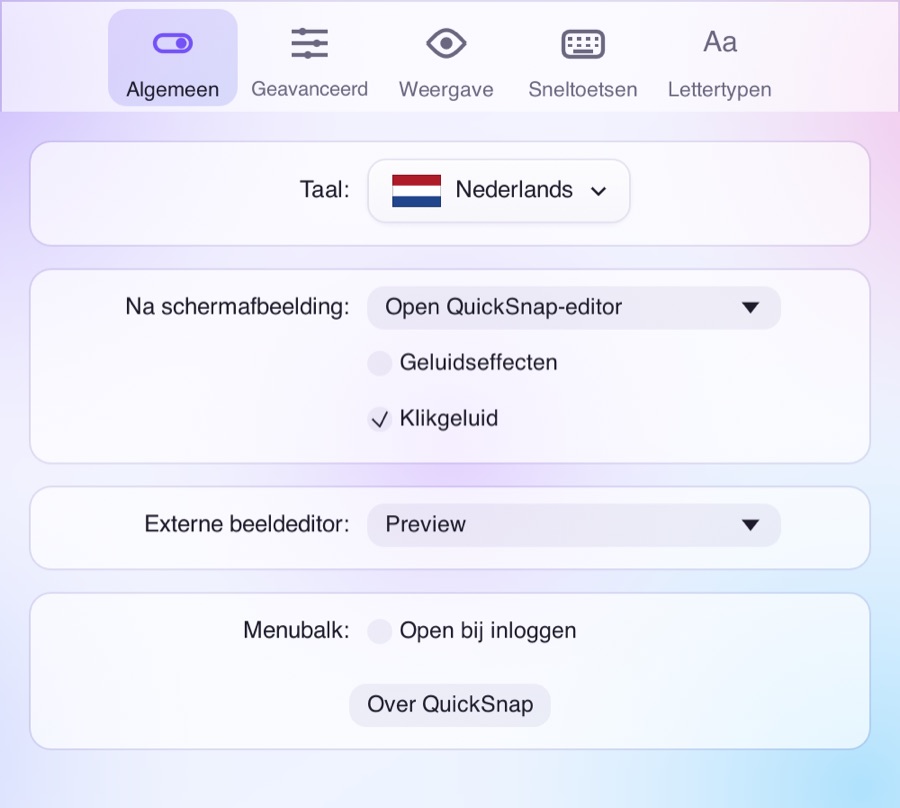 Aa
Algemeen Geavanceerd Weergave Sneltoetsen Lettertypen
Taal: Nederlands
Na schermafbeelding: Open QuickSnap-editor
Geluidseffecten
Klikgeluid
Externe beeldeditor: Preview
Menubalk: Open bij inloggen
Over QuickSnap